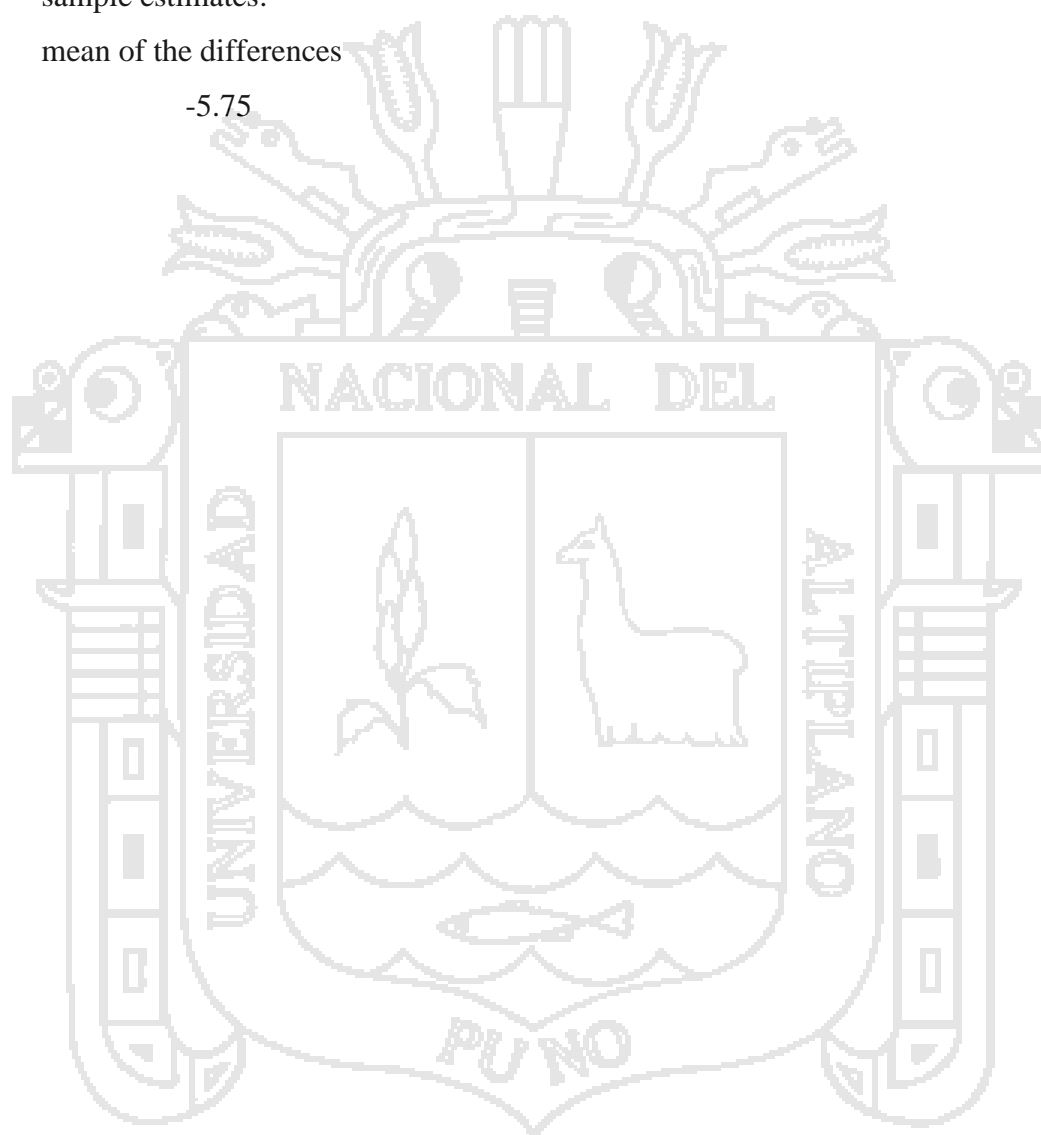 sample estimates:
mean of the differences
-5.75
NACIONAL DEL
UNIVERSIDAD
ALTIPLANO
PUNO